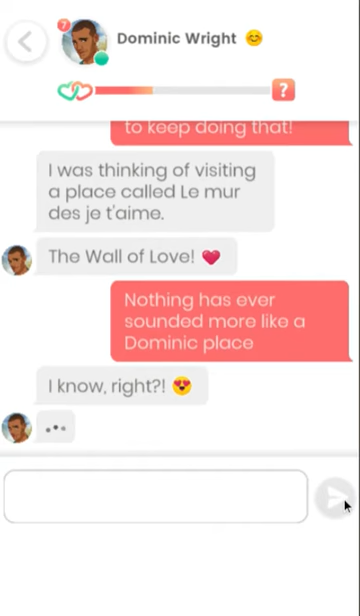 7
Dominic Wright 😊
?
to keep doing that!
I was thinking of visiting
a place called Le mur
des je t'aime.
The Wall of Love! ❤️
Nothing has ever
sounded more like a
Dominic place
I know, right?! 😍